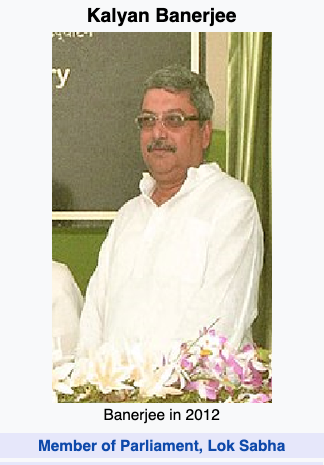 Kalyan Banerjee
Banerjee in 2012
Member of Parliament, Lok Sabha